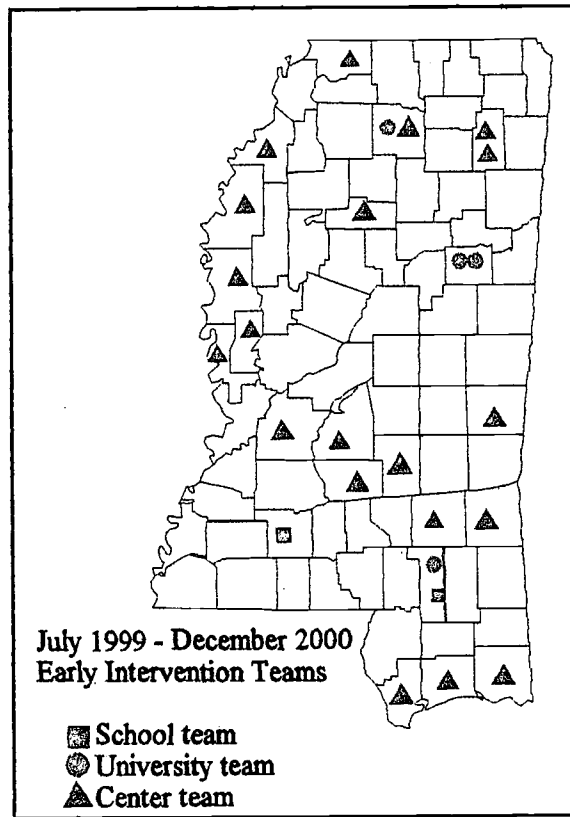 July 1999 - December 2000
Early Intervention Teams
School team
University team
Center team